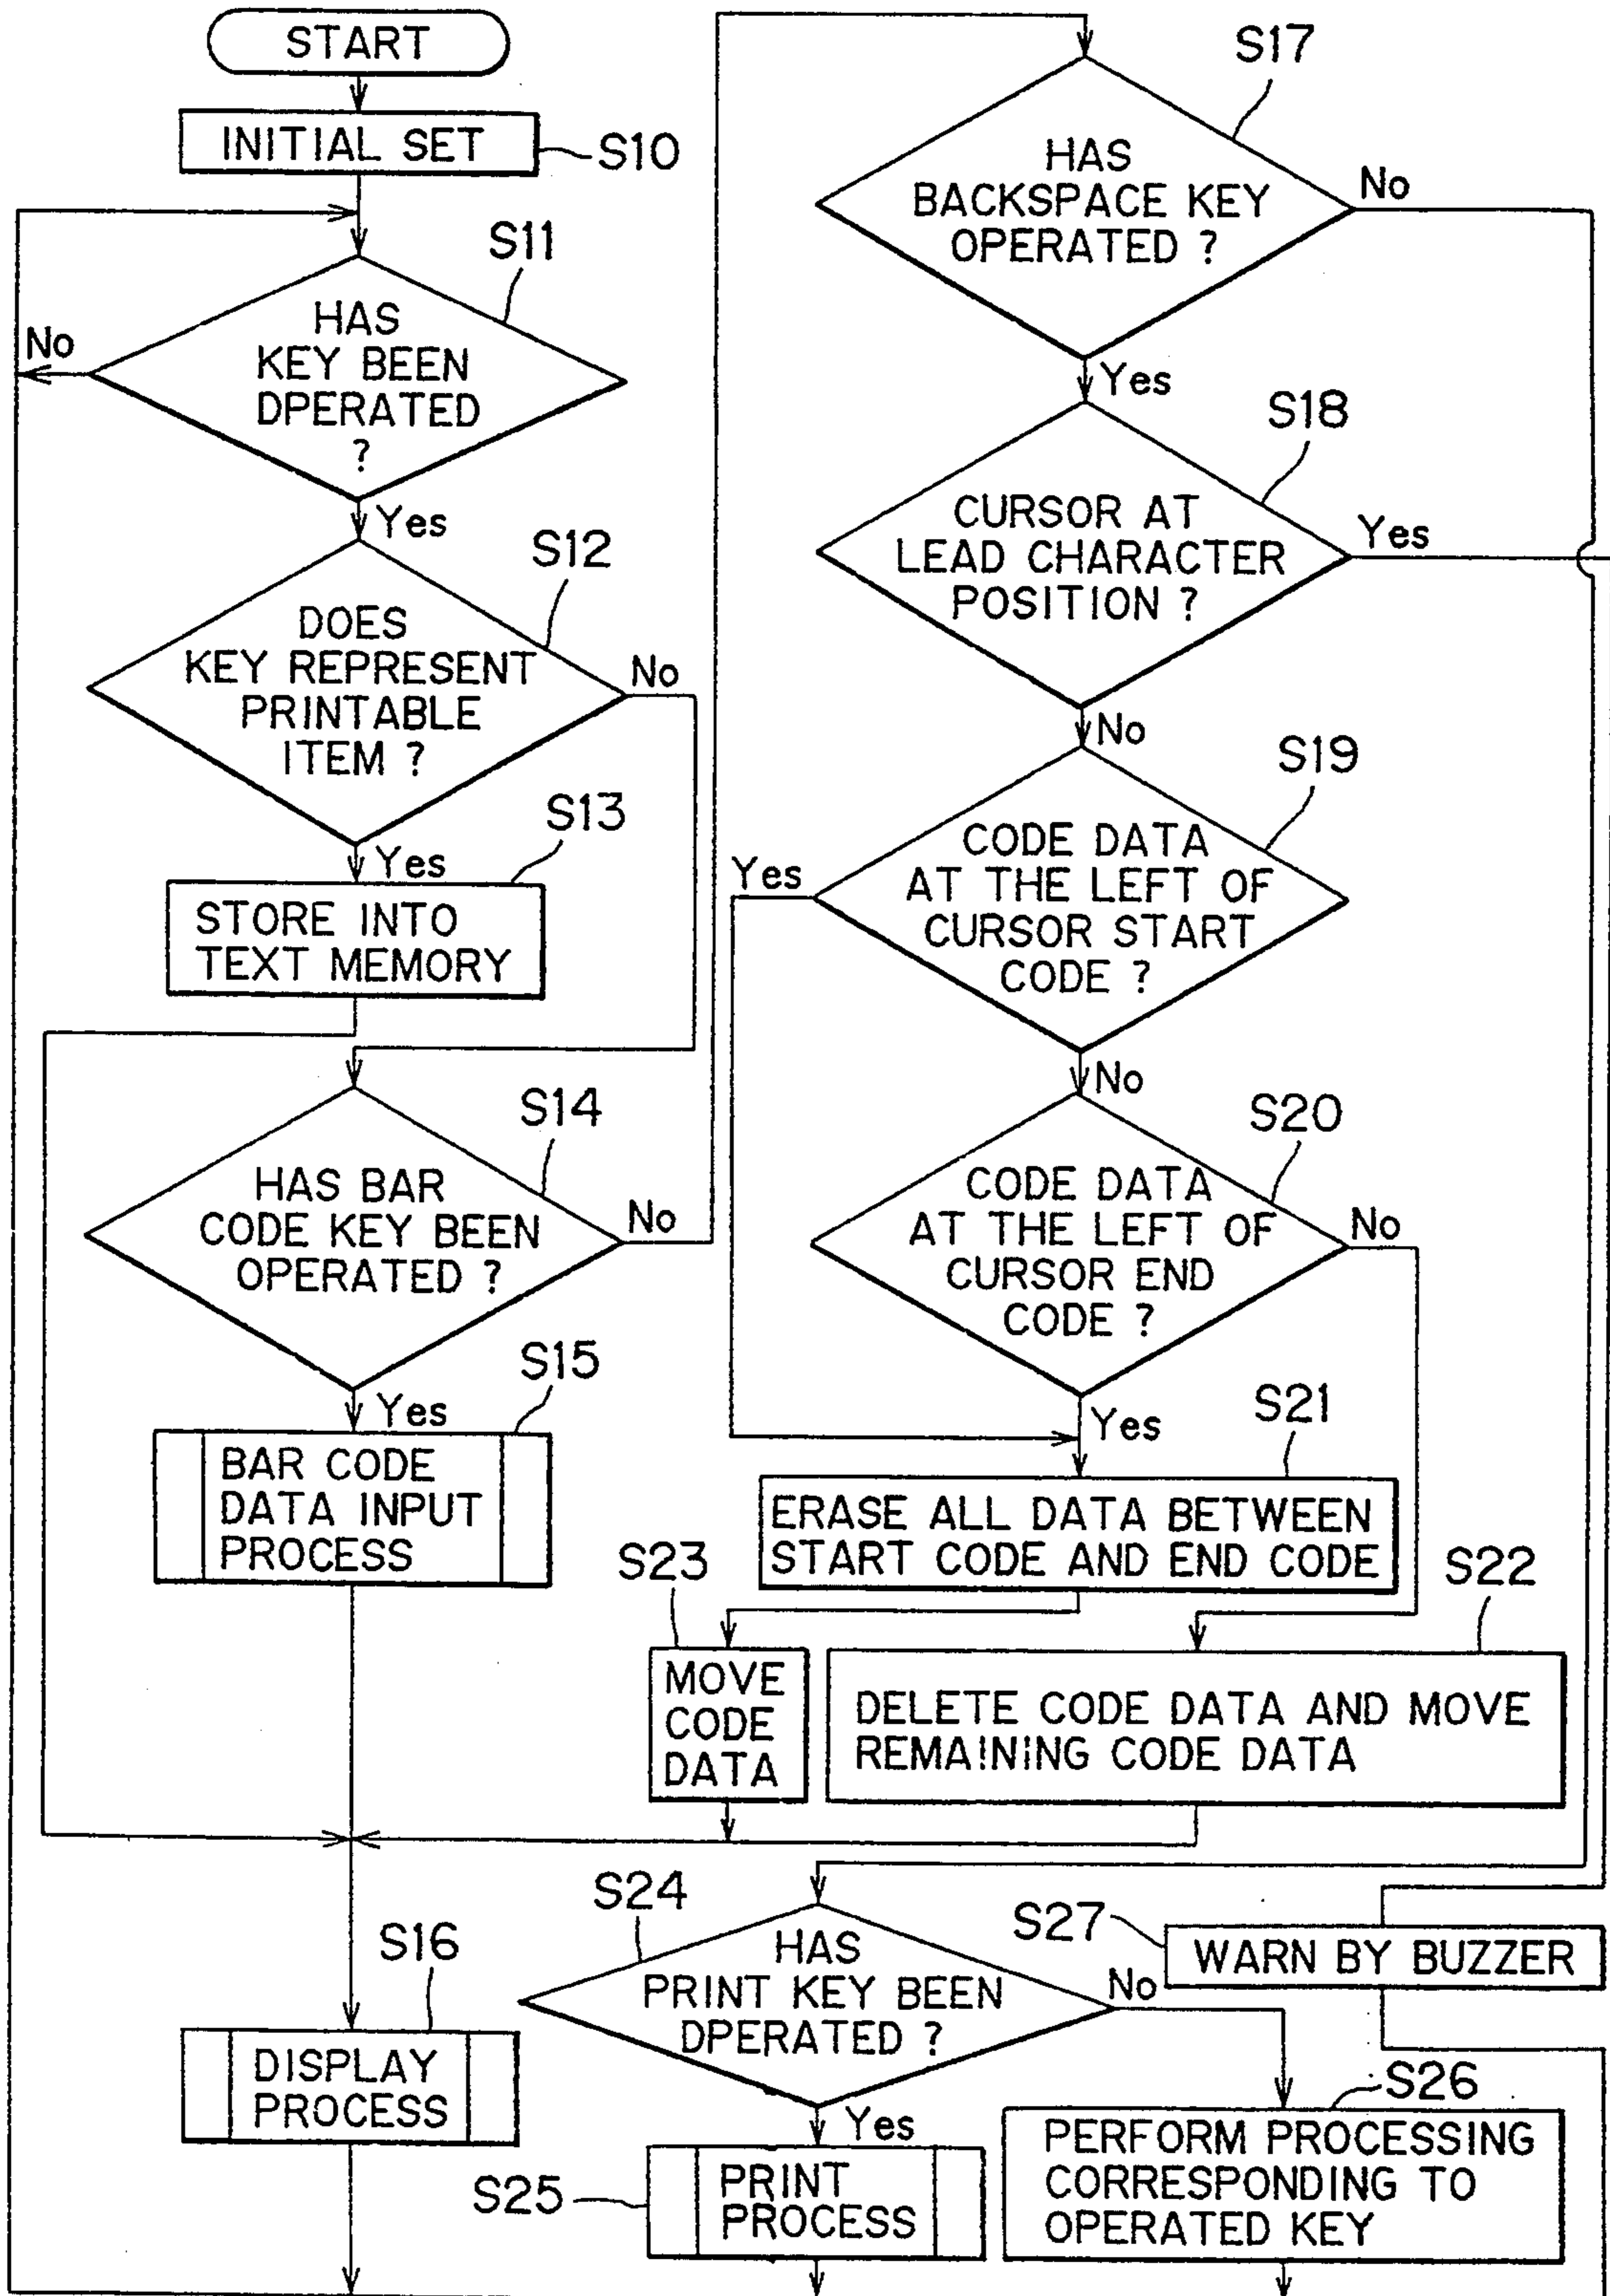 START
INITIAL SET
S10
S11
HAS
KEY BEEN
DPERATED
?
No
Yes
S12
DOES
KEY REPRESENT
PRINTABLE
ITEM ?
No
Yes
S13
STORE INTO
TEXT MEMORY
S14
HAS BAR
CODE KEY BEEN
OPERATED ?
No
Yes
S15
BAR CODE
DATA INPUT
PROCESS
S16
DISPLAY
PROCESS
S17
HAS
BACKSPACE KEY
OPERATED ?
No
Yes
S18
CURSOR AT
LEAD CHARACTER
POSITION ?
Yes
No
S19
CODE DATA
AT THE LEFT OF
CURSOR START
CODE ?
Yes
No
S20
CODE DATA
AT THE LEFT OF
CURSOR END
CODE ?
No
Yes
S21
ERASE ALL DATA BETWEEN
START CODE AND END CODE
S23
MOVE
CODE
DATA
S22
DELETE CODE DATA AND MOVE
REMAINING CODE DATA
S24
HAS
PRINT KEY BEEN
DPERATED ?
No
Yes
S27
WARN BY BUZZER
S25
PRINT
PROCESS
S26
PERFORM PROCESSING
CORRESPONDING TO
OPERATED KEY